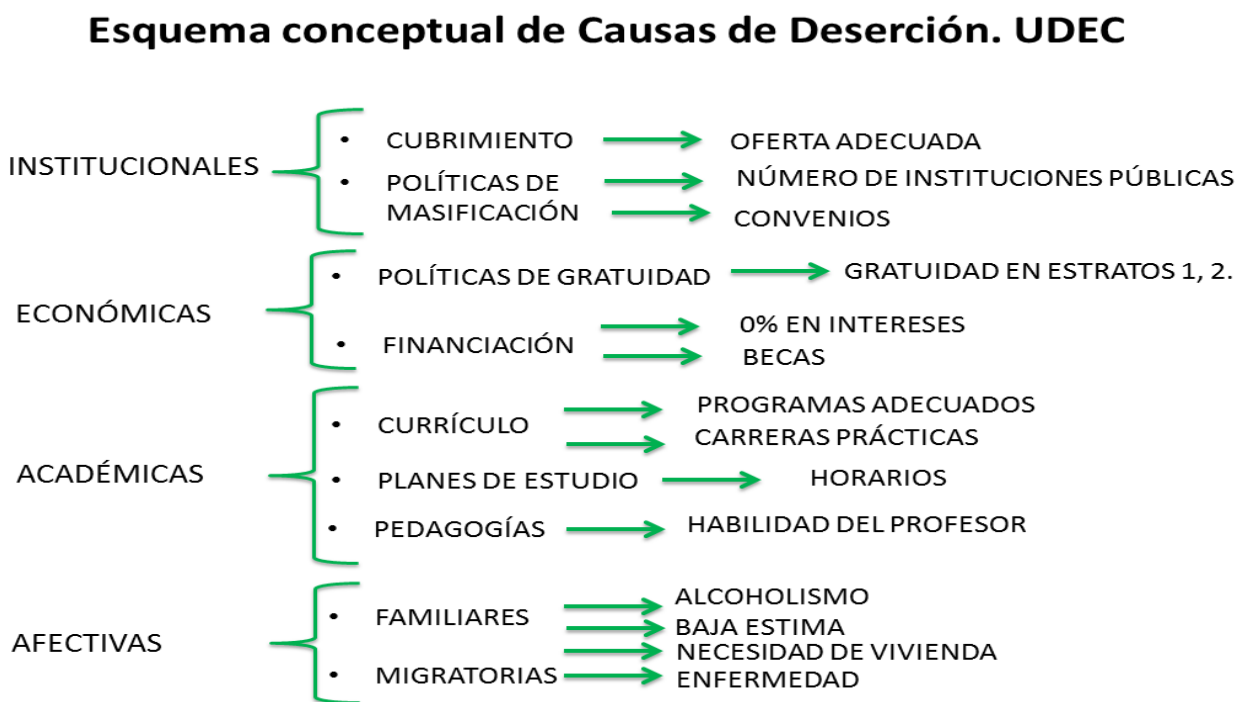 Esquema conceptual de Causas de Deserción. UDEC
INSTITUCIONALES
• CUBRIMIENTO
OFERTA ADECUADA
• POLÍTICAS DE
MASIFICACIÓN
NÚMERO DE INSTITUCIONES PÚBLICAS
CONVENIOS
ECONÓMICAS
• POLÍTICAS DE GRATUIDAD
GRATUIDAD EN ESTRATOS 1, 2.
• FINANCIACIÓN
0% EN INTERESES
BECAS
ACADÉMICAS
• CURRÍCULO
PROGRAMAS ADECUADOS
CARRERAS PRÁCTICAS
• PLANES DE ESTUDIO
HORARIOS
• PEDAGOGÍAS
HABILIDAD DEL PROFESOR
AFECTIVAS
• FAMILIARES
ALCOHOLISMO
BAJA ESTIMA
NECESIDAD DE VIVIENDA
• MIGRATORIAS
ENFERMEDAD